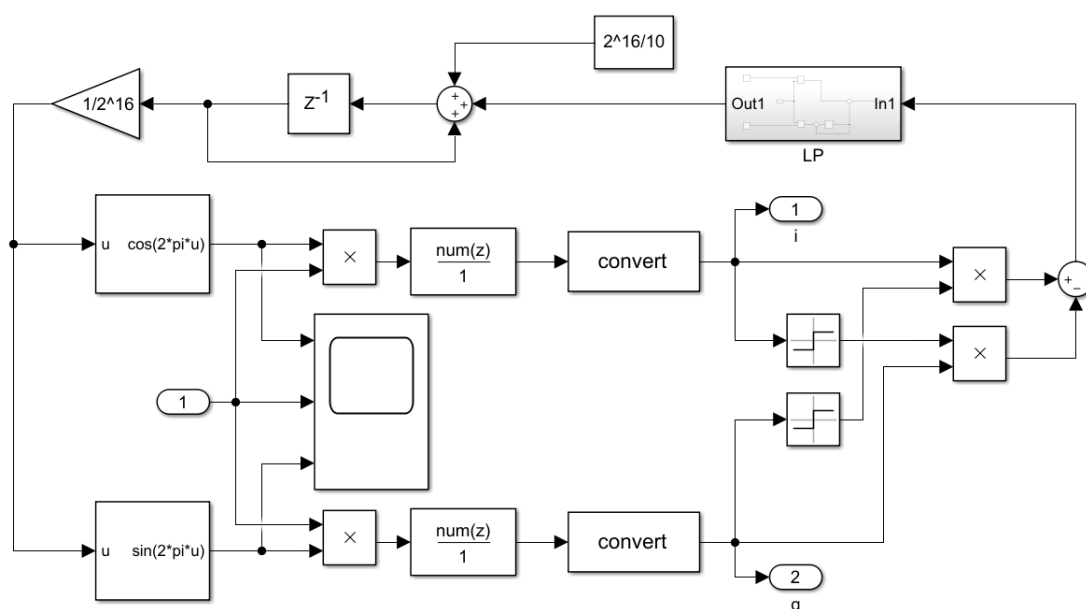 2^16/10
1/2^16
Z-1
+
+
+
Out1
In1
LP
u cos(2*pi*u)
×
num(z)
1
convert
1
i
×
+
−
×
1
u sin(2*pi*u)
×
num(z)
1
convert
2
q